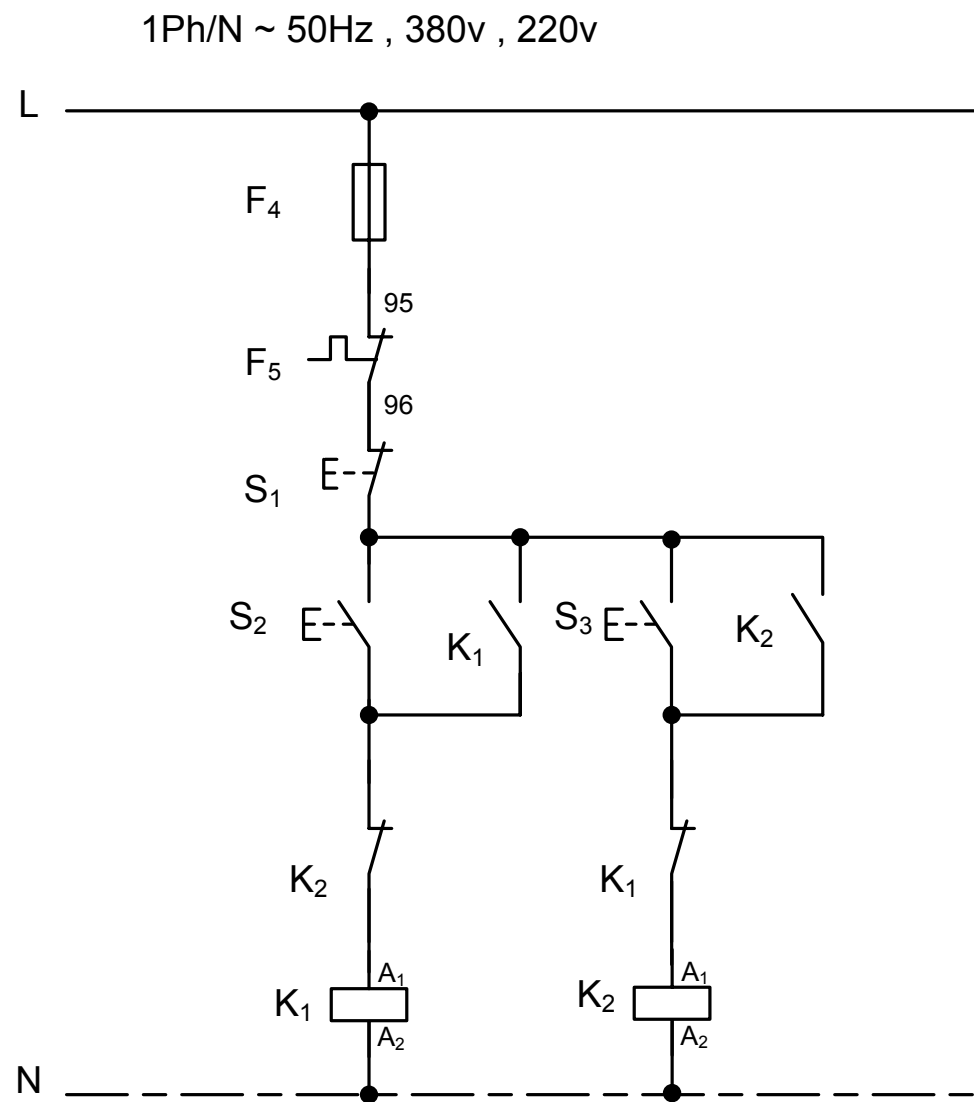 1Ph/N ~ 50Hz , 380v , 220v
L
F₄
95
F₅
96
S₁
S₂
K₁
S₃
K₂
K₂
K₁
A₁
K₁
A₂
A₁
K₂
A₂
N